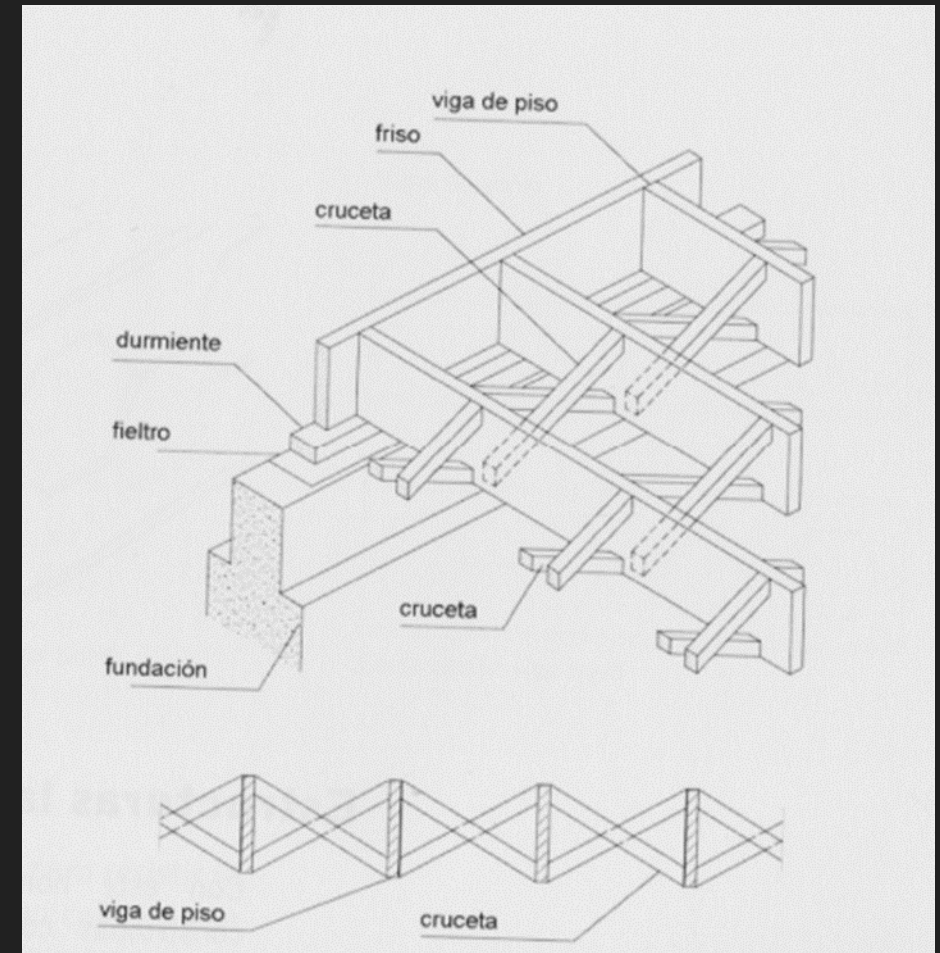 viga de piso
friso
cruceta
durmiente
fieltro
cruceta
fundación
viga de piso
cruceta